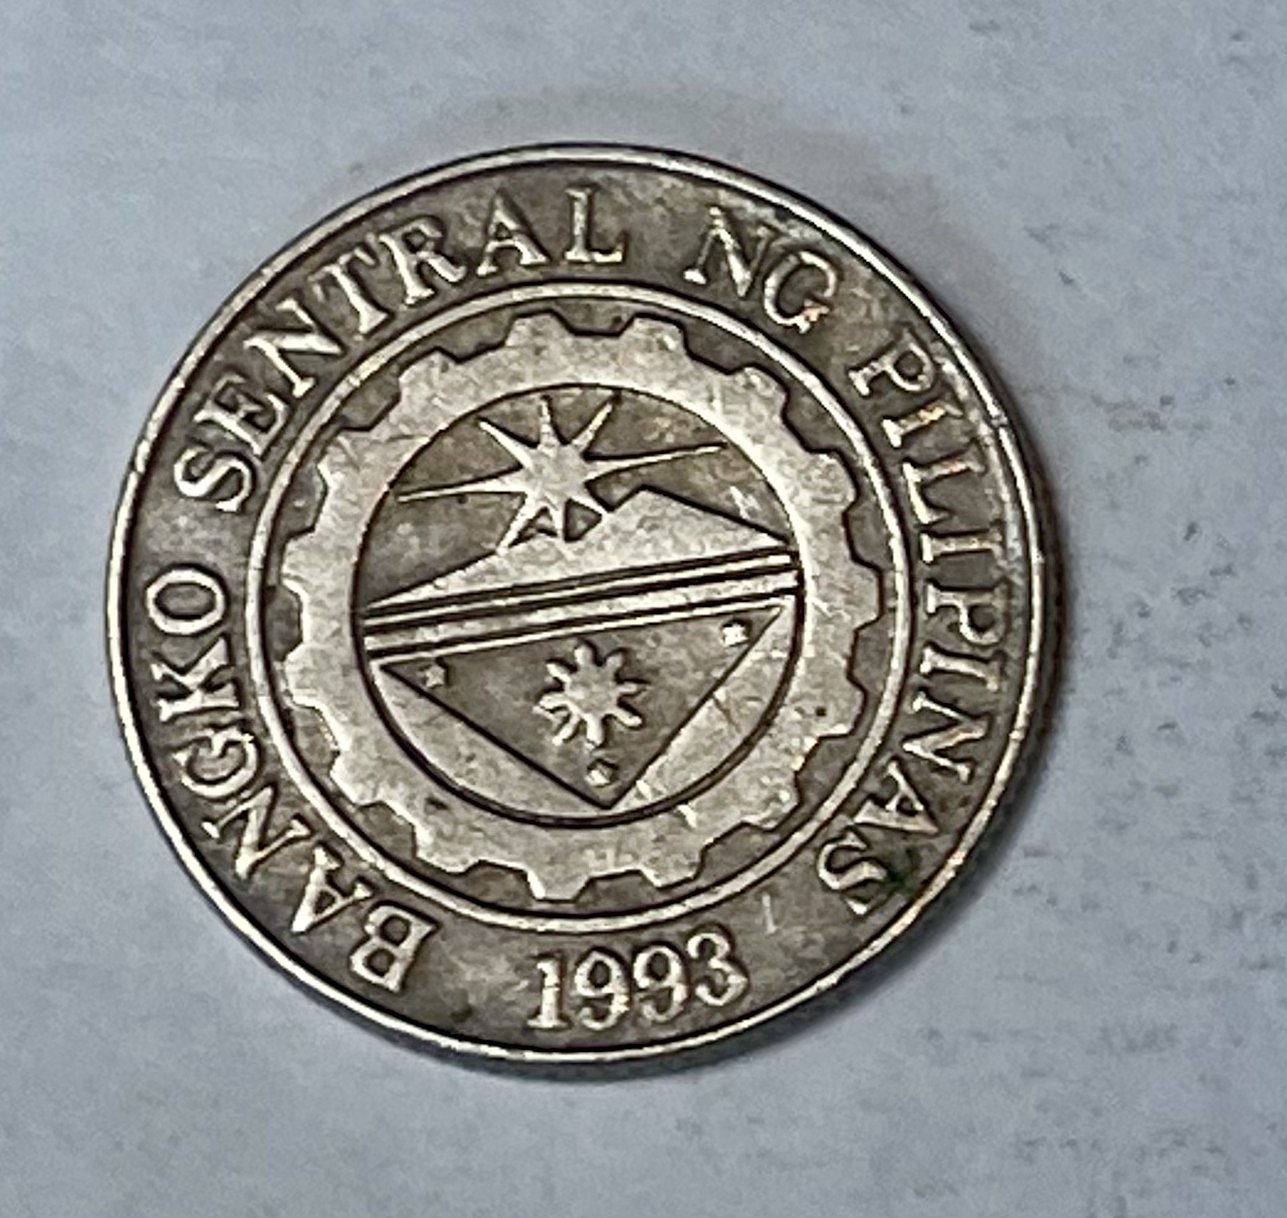 BANGKO SENTRAL NG PILIPINAS
1993